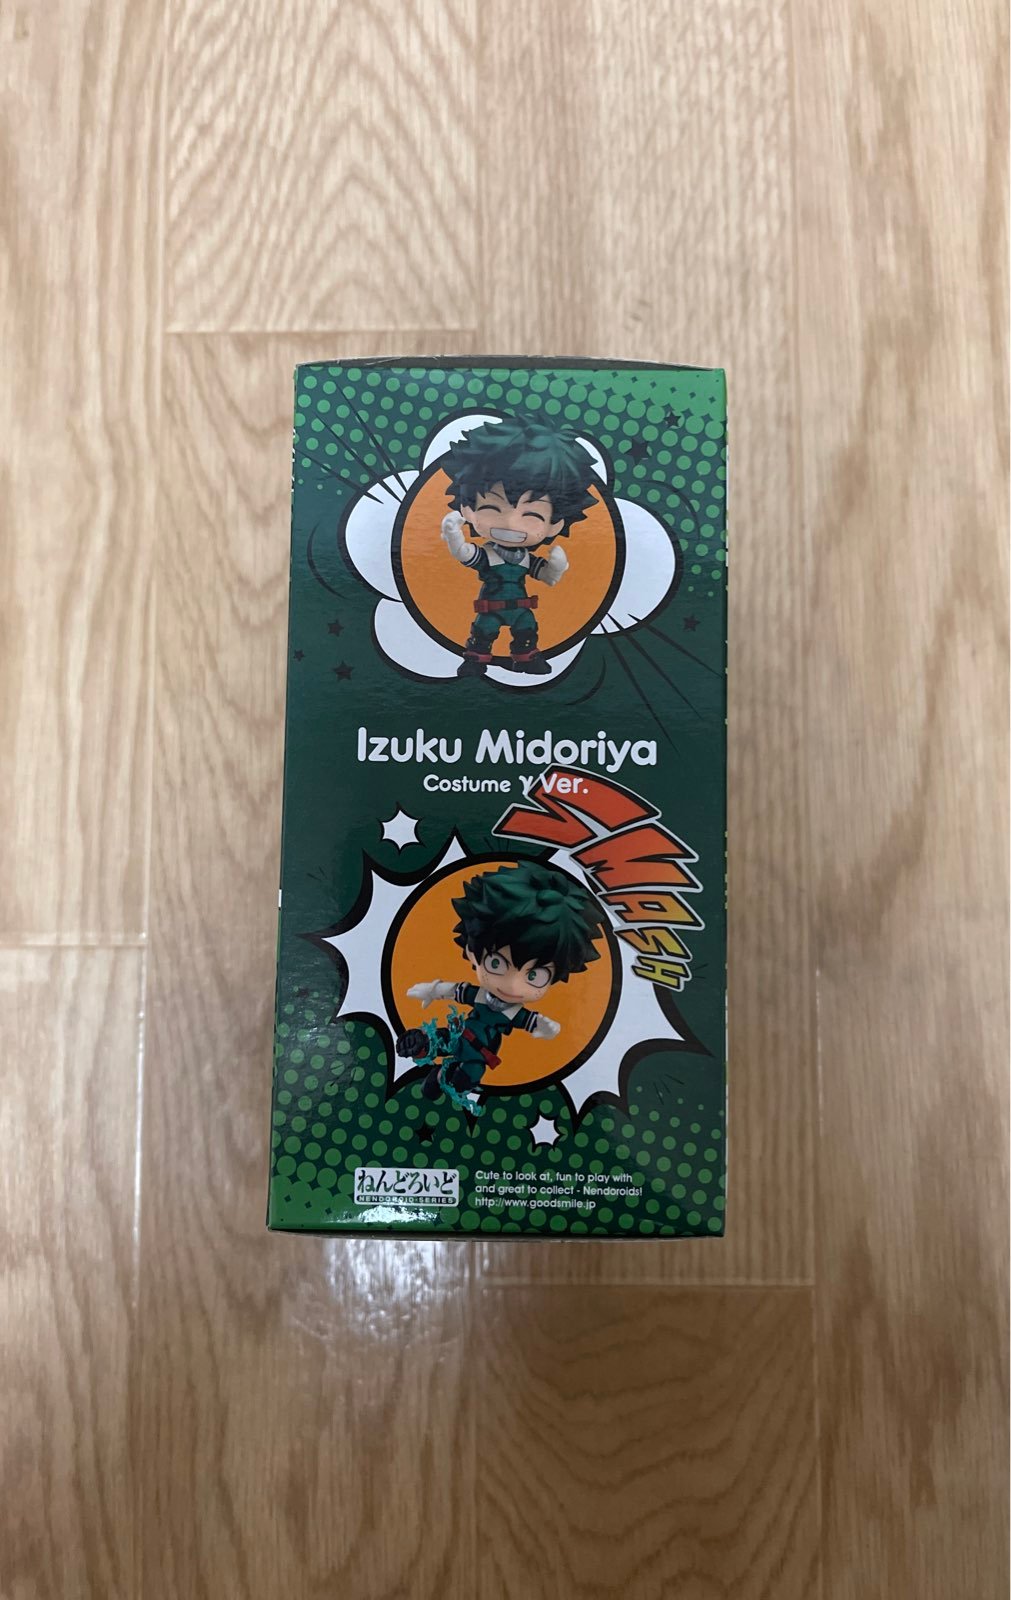 Izuku Midoriya
Costume γ Ver.
SMASH
ねんどろいど
NENDOROID·SERIES
Cute to look at, fun to play with
and great to collect - Nendoroids!
http://www.goodsmile.jp